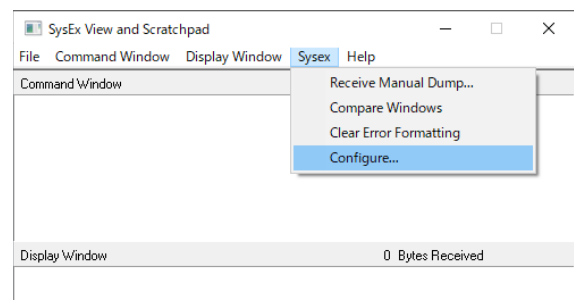 SysEx View and Scratchpad
File Command Window Display Window Sysex Help
Command Window
Receive Manual Dump...
Compare Windows
Clear Error Formatting
Configure...
Display Window 0 Bytes Received